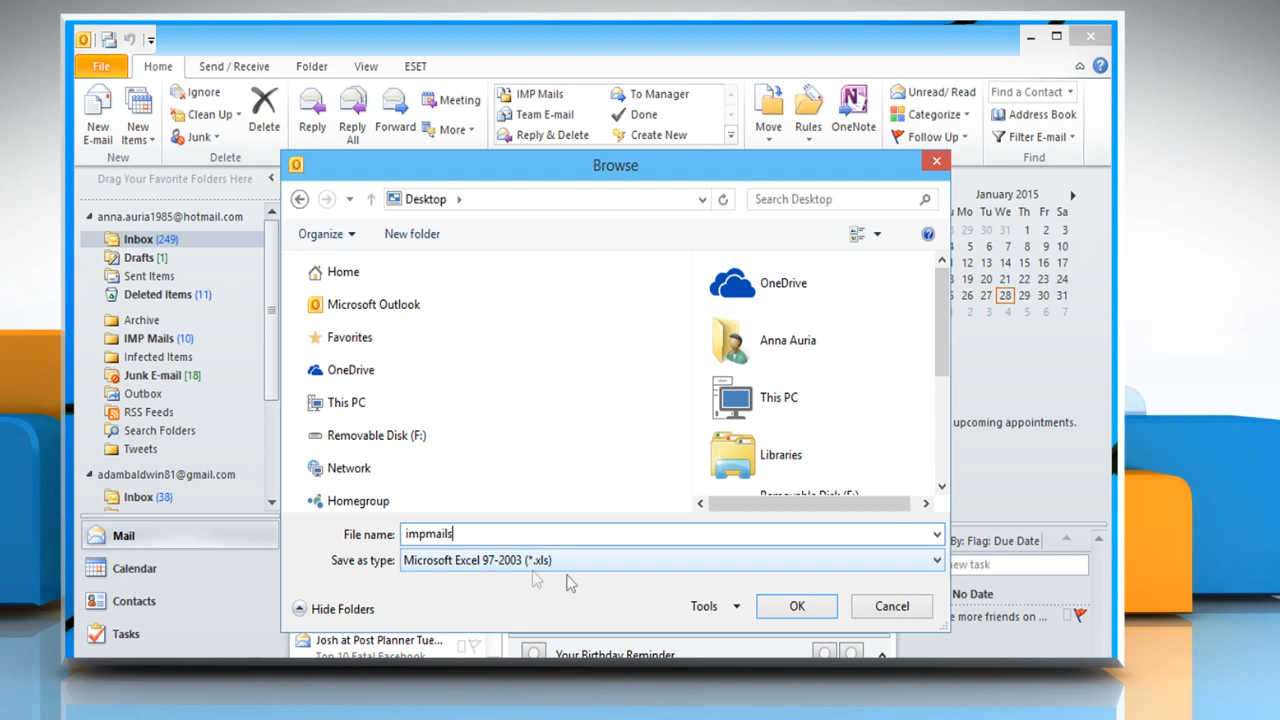 File
Home
Send / Receive
Folder
View
ESET
New E-mail
New Items
New
Ignore
Clean Up
Junk
Delete
Delete
Reply
Reply All
Forward
Meeting
More
IMP Mails
Team E-mail
Reply & Delete
To Manager
Done
Create New
Move
Rules
OneNote
Unread/ Read
Categorize
Follow Up
Find a Contact
Address Book
Filter E-mail
Find
Drag Your Favorite Folders Here
anna.auria1985@hotmail.com
Inbox (249)
Drafts [1]
Sent Items
Deleted Items (11)
Archive
IMP Mails (10)
Infected Items
Junk E-mail [18]
Outbox
RSS Feeds
Search Folders
Tweets
adambaldwin81@gmail.com
Inbox (38)
Mail
Calendar
Contacts
Tasks
Browse
Desktop
Search Desktop
Organize
New folder
Home
Microsoft Outlook
Favorites
OneDrive
This PC
Removable Disk (F:)
Network
Homegroup
OneDrive
Anna Auria
This PC
Libraries
Removable Disk (F:)
File name: impmails
Save as type: Microsoft Excel 97-2003 (*.xls)
Hide Folders
Tools
OK
Cancel
January 2015
Su Mo Tu We Th Fr Sa
29 30 31 1 2 3
5 6 7 8 9 10
12 13 14 15 16 17
19 20 21 22 23 24
26 27 28 29 30 31
2 3 4 5 6 7
upcoming appointments.
By: Flag: Due Date
new task
No Date
e more friends on ...
Josh at Post Planner Tue...
Top 10 Fatal Facebook
Your Birthday Reminder